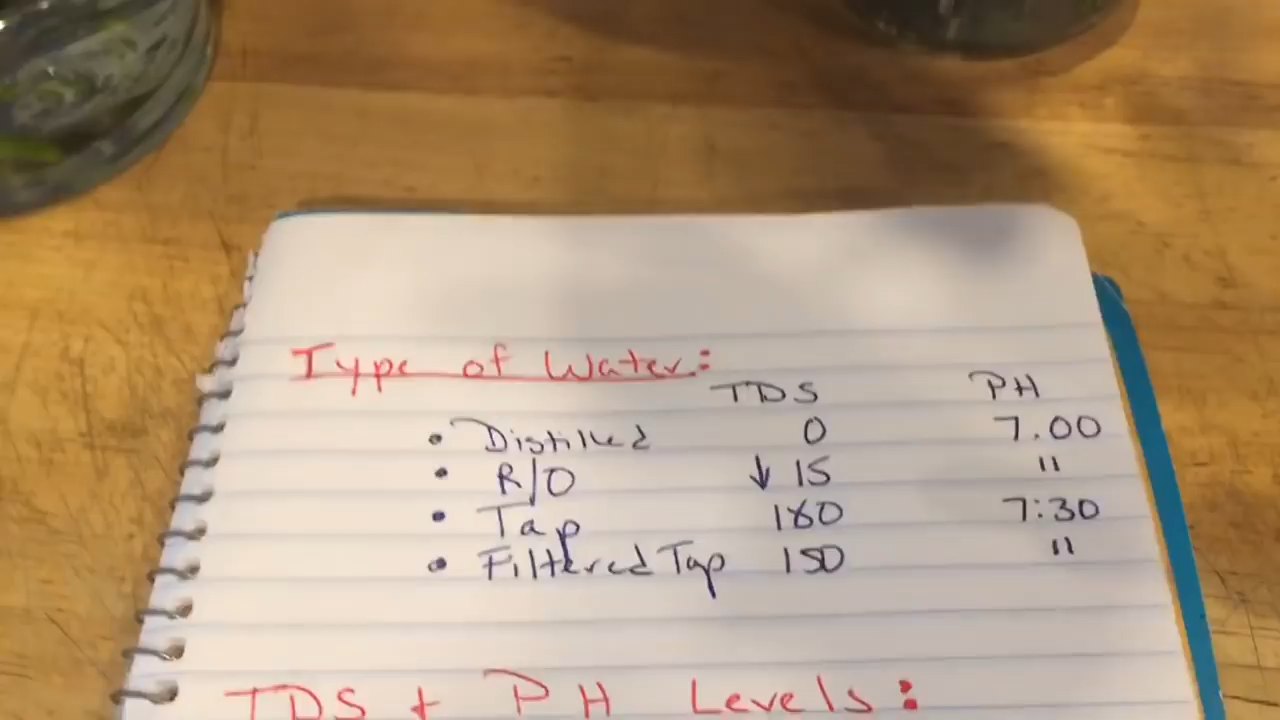 Type of Water:
TDS PH
• Distilled 0 7.00
• R/O ↓ 15 "
• Tap 180 7:30
• Filtered Tap 150 "
TDS + PH Levels: